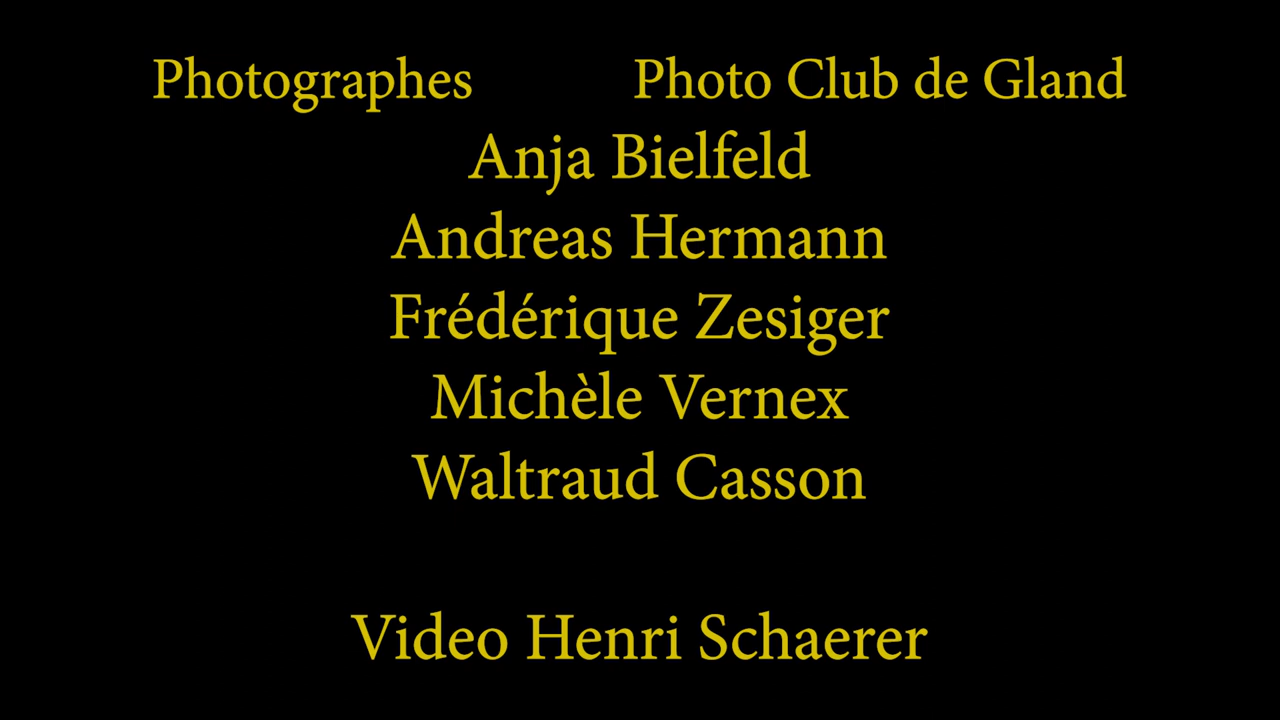 Photographes Photo Club de Gland
Anja Bielfeld
Andreas Hermann
Frédérique Zesiger
Michèle Vernex
Waltraud Casson
Video Henri Schaerer